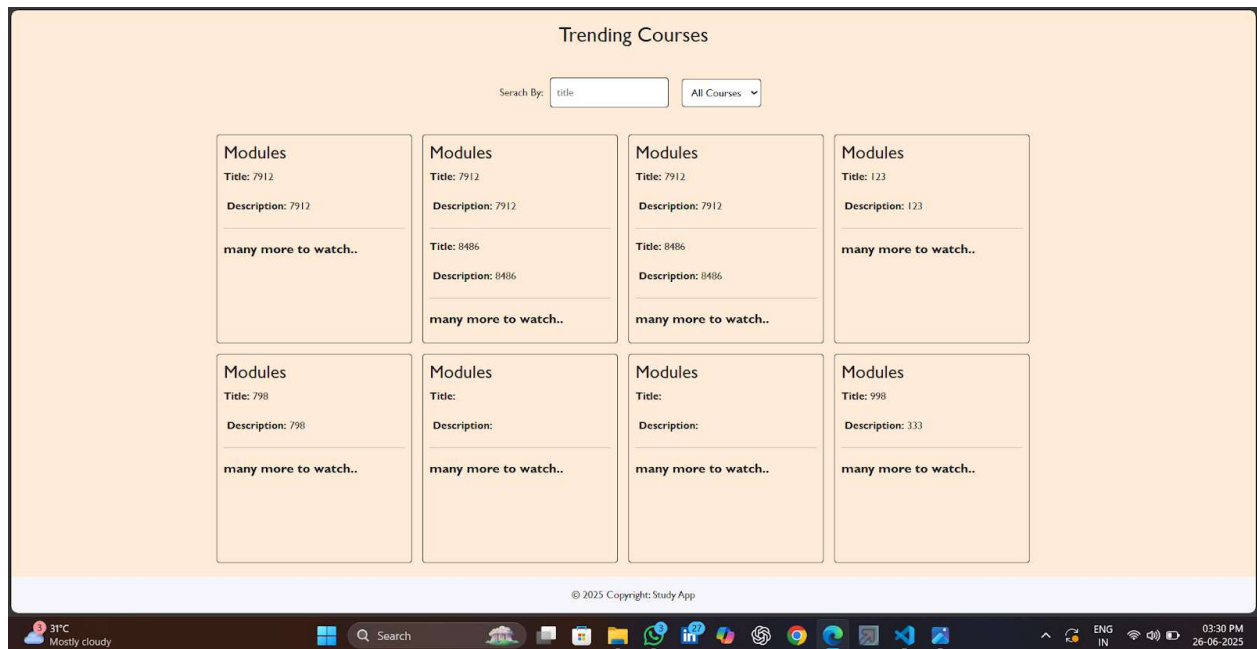 Trending Courses
Serach By: title All Courses
Modules
Title: 7912
Description: 7912
many more to watch..
Modules
Title: 7912
Description: 7912
Title: 8486
Description: 8486
many more to watch..
Modules
Title: 7912
Description: 7912
Title: 8486
Description: 8486
many more to watch..
Modules
Title: 123
Description: 123
many more to watch..
Modules
Title: 798
Description: 798
many more to watch..
Modules
Title:
Description:
many more to watch..
Modules
Title:
Description:
many more to watch..
Modules
Title: 998
Description: 333
many more to watch..
© 2025 Copyright: Study App
3
31°C
Mostly cloudy
Search
3
in 27
ENG
IN
03:30 PM
26-06-2025